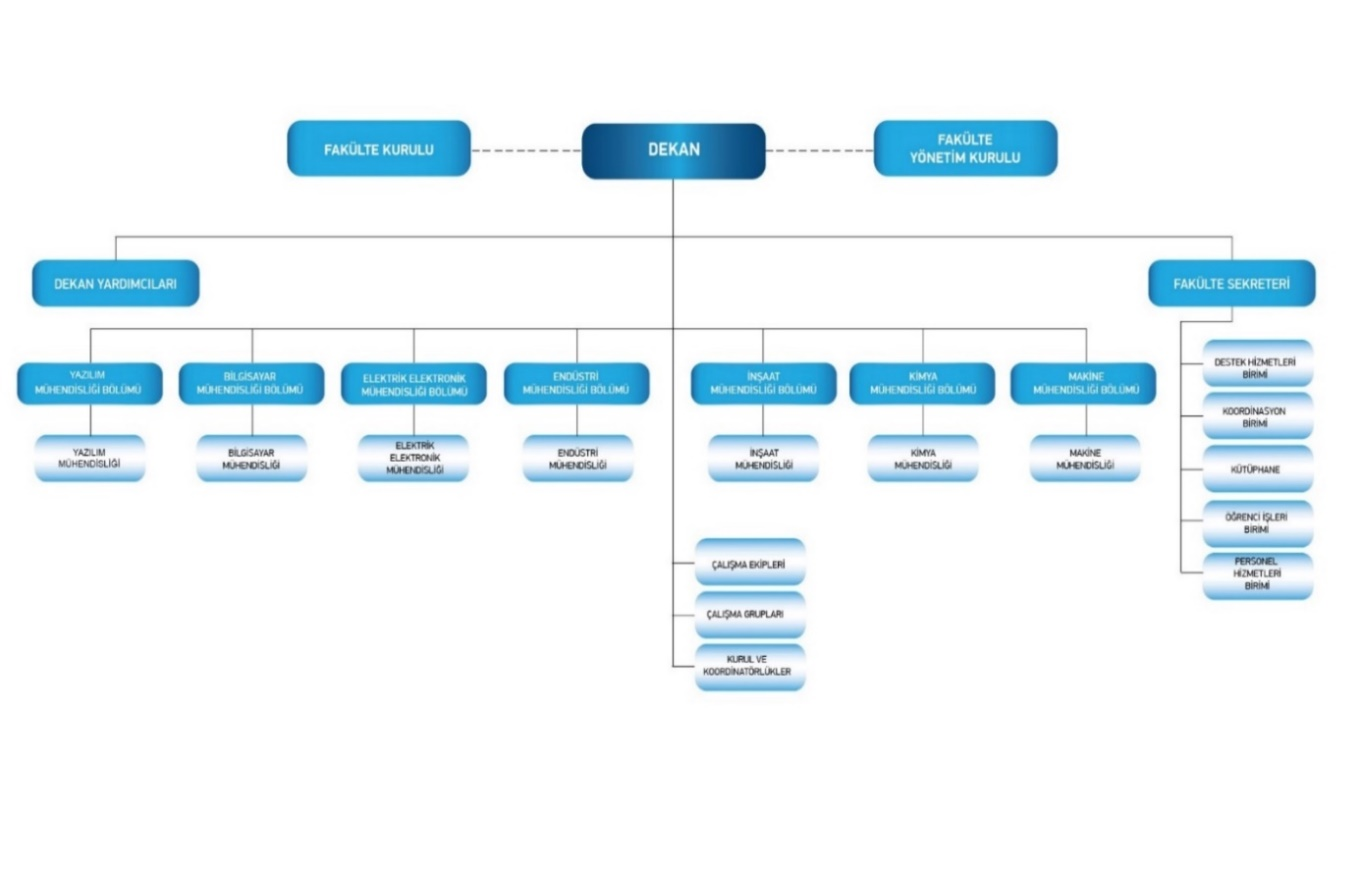 FAKÜLTE KURULU
DEKAN
FAKÜLTE
YÖNETİM KURULU
DEKAN YARDIMCILARI
FAKÜLTE SEKRETERİ
YAZILIM
MÜHENDİSLİĞİ BÖLÜMÜ
BİLGİSAYAR
MÜHENDİSLİĞİ BÖLÜMÜ
ELEKTRİK ELEKTRONİK
MÜHENDİSLİĞİ BÖLÜMÜ
ENDÜSTRİ
MÜHENDİSLİĞİ BÖLÜMÜ
İNŞAAT
MÜHENDİSLİĞİ BÖLÜMÜ
KİMYA
MÜHENDİSLİĞİ BÖLÜMÜ
MAKİNE
MÜHENDİSLİĞİ BÖLÜMÜ
YAZILIM
MÜHENDİSLİĞİ
BİLGİSAYAR
MÜHENDİSLİĞİ
ELEKTRİK
ELEKTRONİK
MÜHENDİSLİĞİ
ENDÜSTRİ
MÜHENDİSLİĞİ
İNŞAAT
MÜHENDİSLİĞİ
KİMYA
MÜHENDİSLİĞİ
MAKİNE
MÜHENDİSLİĞİ
DESTEK HİZMETLERİ
BİRİMİ
KOORDİNASYON
BİRİMİ
KÜTÜPHANE
ÖĞRENCİ İŞLERİ
BİRİMİ
PERSONEL
HİZMETLERİ
BİRİMİ
ÇALIŞMA EKİPLERİ
ÇALIŞMA GRUPLARI
KURUL VE
KOORDİNATÖRLÜKLER